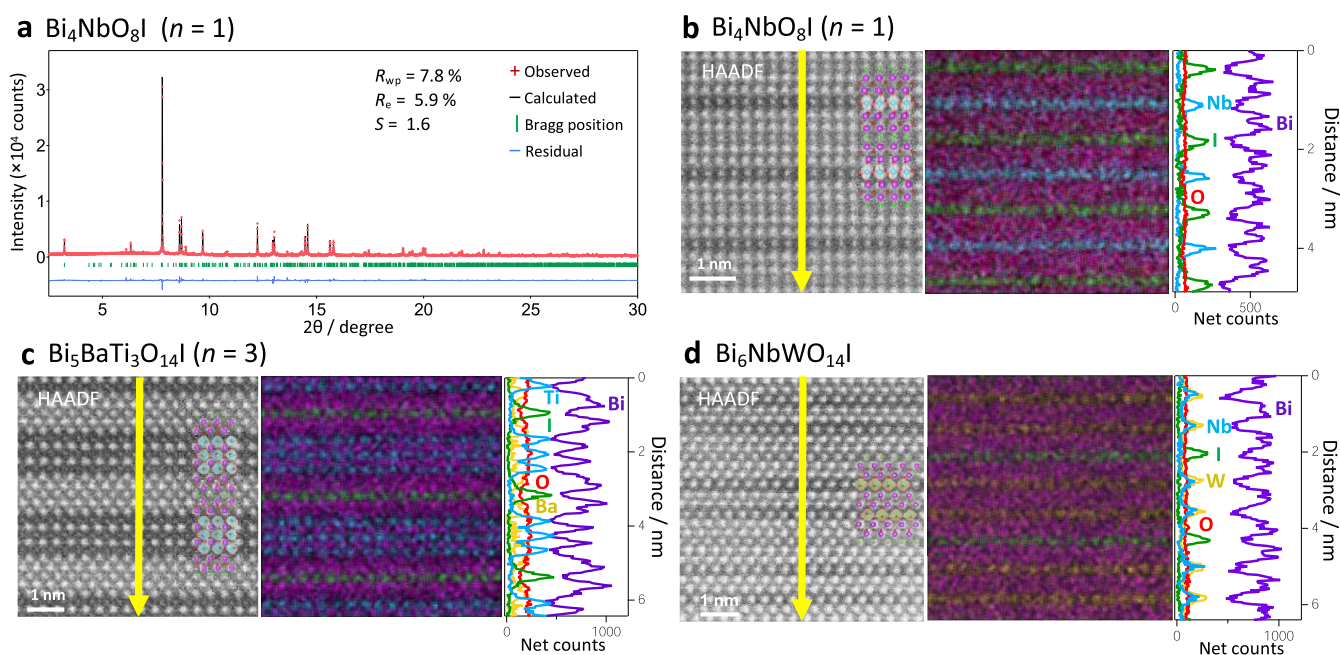 a Bi₄NbO₈I (n = 1)
Intensity (×10⁴ counts)
3
2
1
0
R_wp = 7.8 %
R_e = 5.9 %
S = 1.6
Observed
Calculated
Bragg position
Residual
5 10 15 20 25 30
2θ / degree
b Bi₄NbO₈I (n = 1)
HAADF
1 nm
Nb
Bi
I
O
0
2
4
Distance / nm
0 500
Net counts
c Bi₅BaTi₃O₁₄I (n = 3)
HAADF
1 nm
Ti
Bi
I
O
Ba
0
2
4
6
Distance / nm
0 1000
Net counts
d Bi₆NbWO₁₄I
HAADF
1 nm
Bi
Nb
I
W
O
0
2
4
6
Distance / nm
0 1000
Net counts